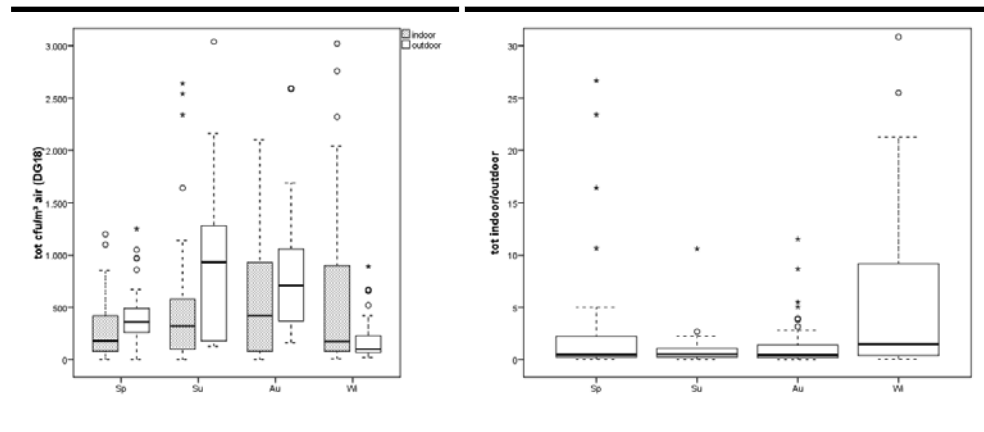 indoor
outdoor
3.000
2.500
2.000
1.500
1.000
500
0
tot cfu/m³ air (DG18)
Sp Su Au Wi
30
25
20
15
10
5
0
tot indoor/outdoor
Sp Su Au Wi